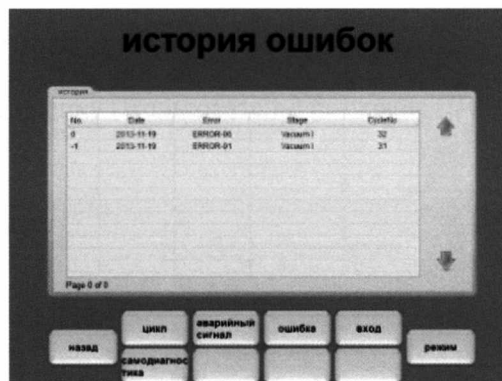 история ошибок
история
No. Date Error Stage CycleNo
0 2013-11-19 ERROR-06 Vacuum I 32
-1 2013-11-19 ERROR-01 Vacuum I 31
Page 0 of 0
цикл аварийный сигнал ошибка вход
назад режим
самодиагнос
тика